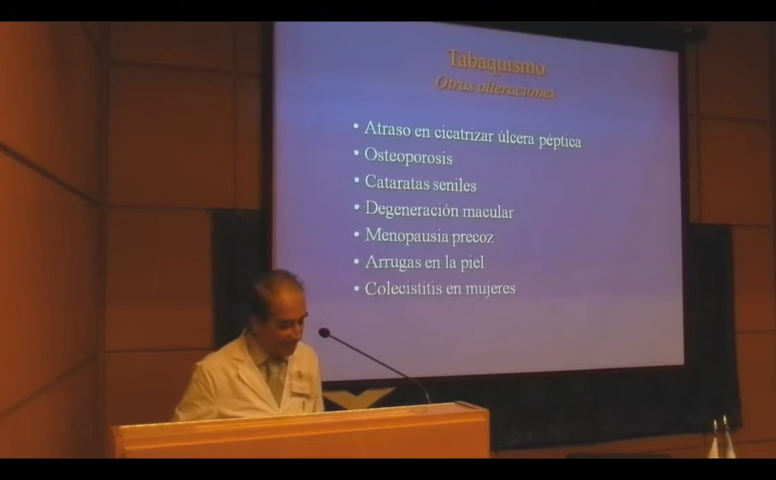 Tabaquismo
Otras alteraciones
• Atraso en cicatrizar úlcera péptica
• Osteoporosis
• Cataratas seniles
• Degeneración macular
• Menopausia precoz
• Arrugas en la piel
• Colecistitis en mujeres